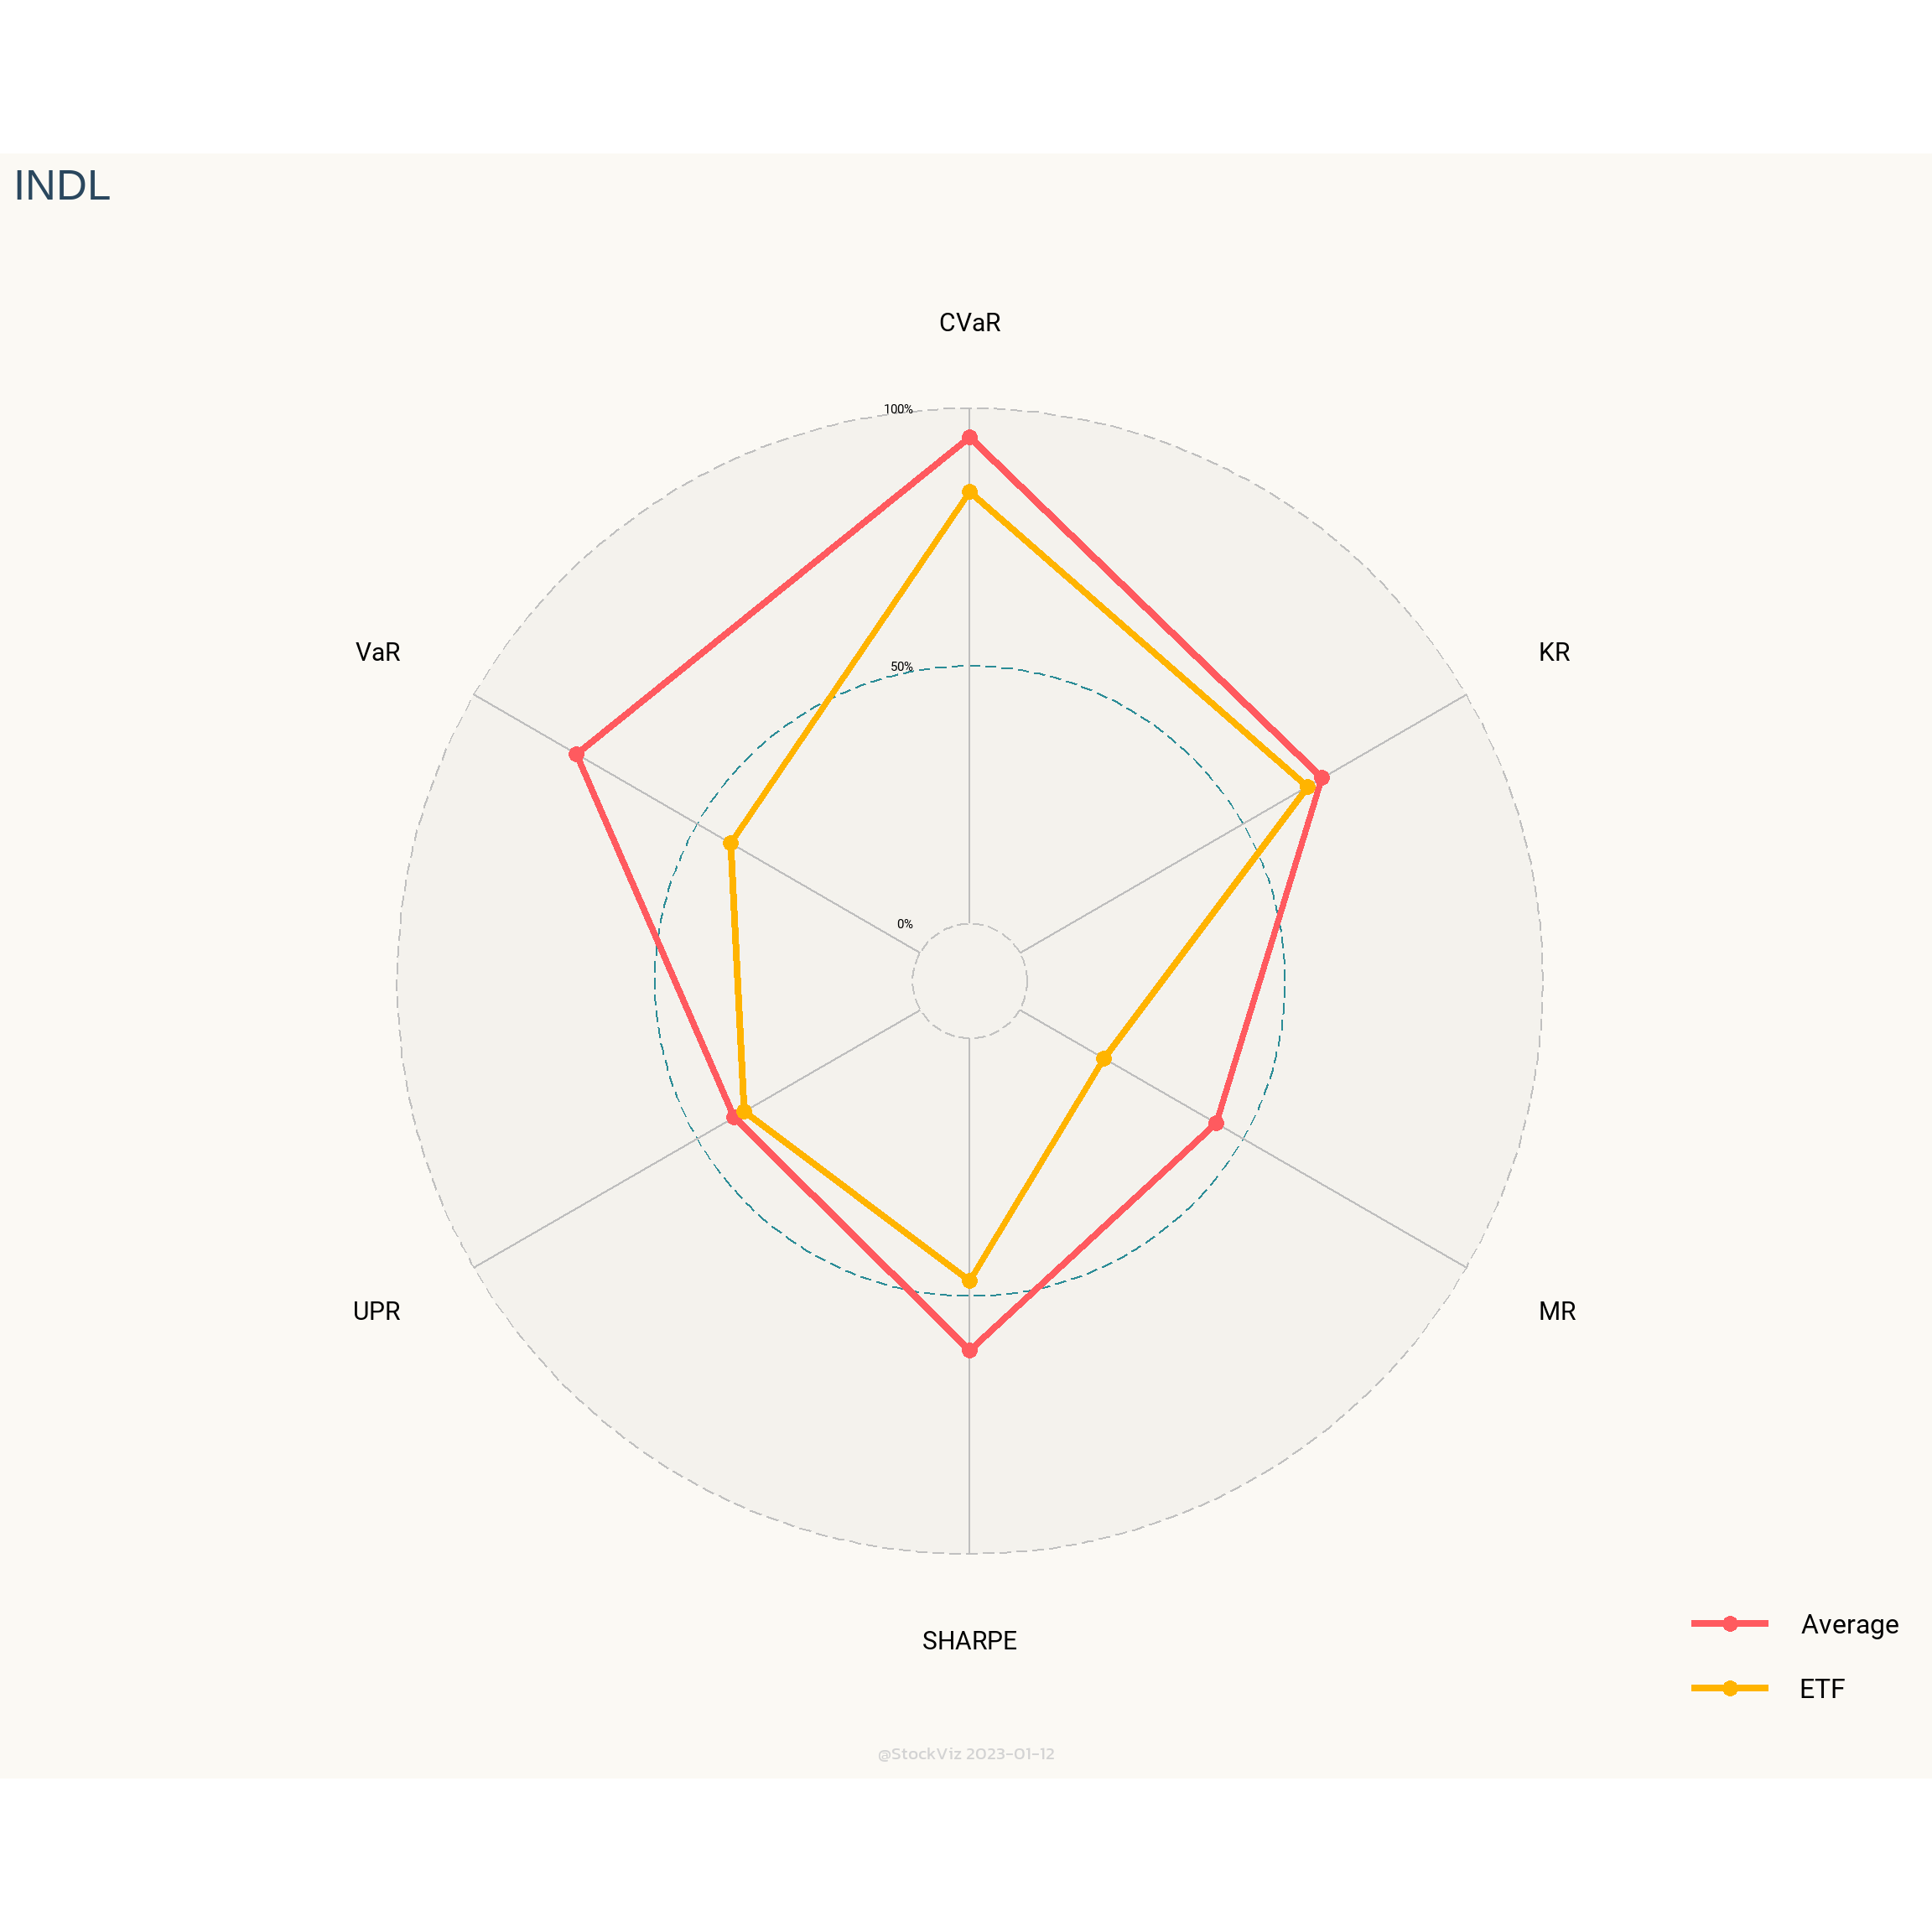 INDL
CVaR
100%
VaR
KR
50%
0%
UPR
MR
SHARPE
Average
ETF
@StockViz 2023-01-12